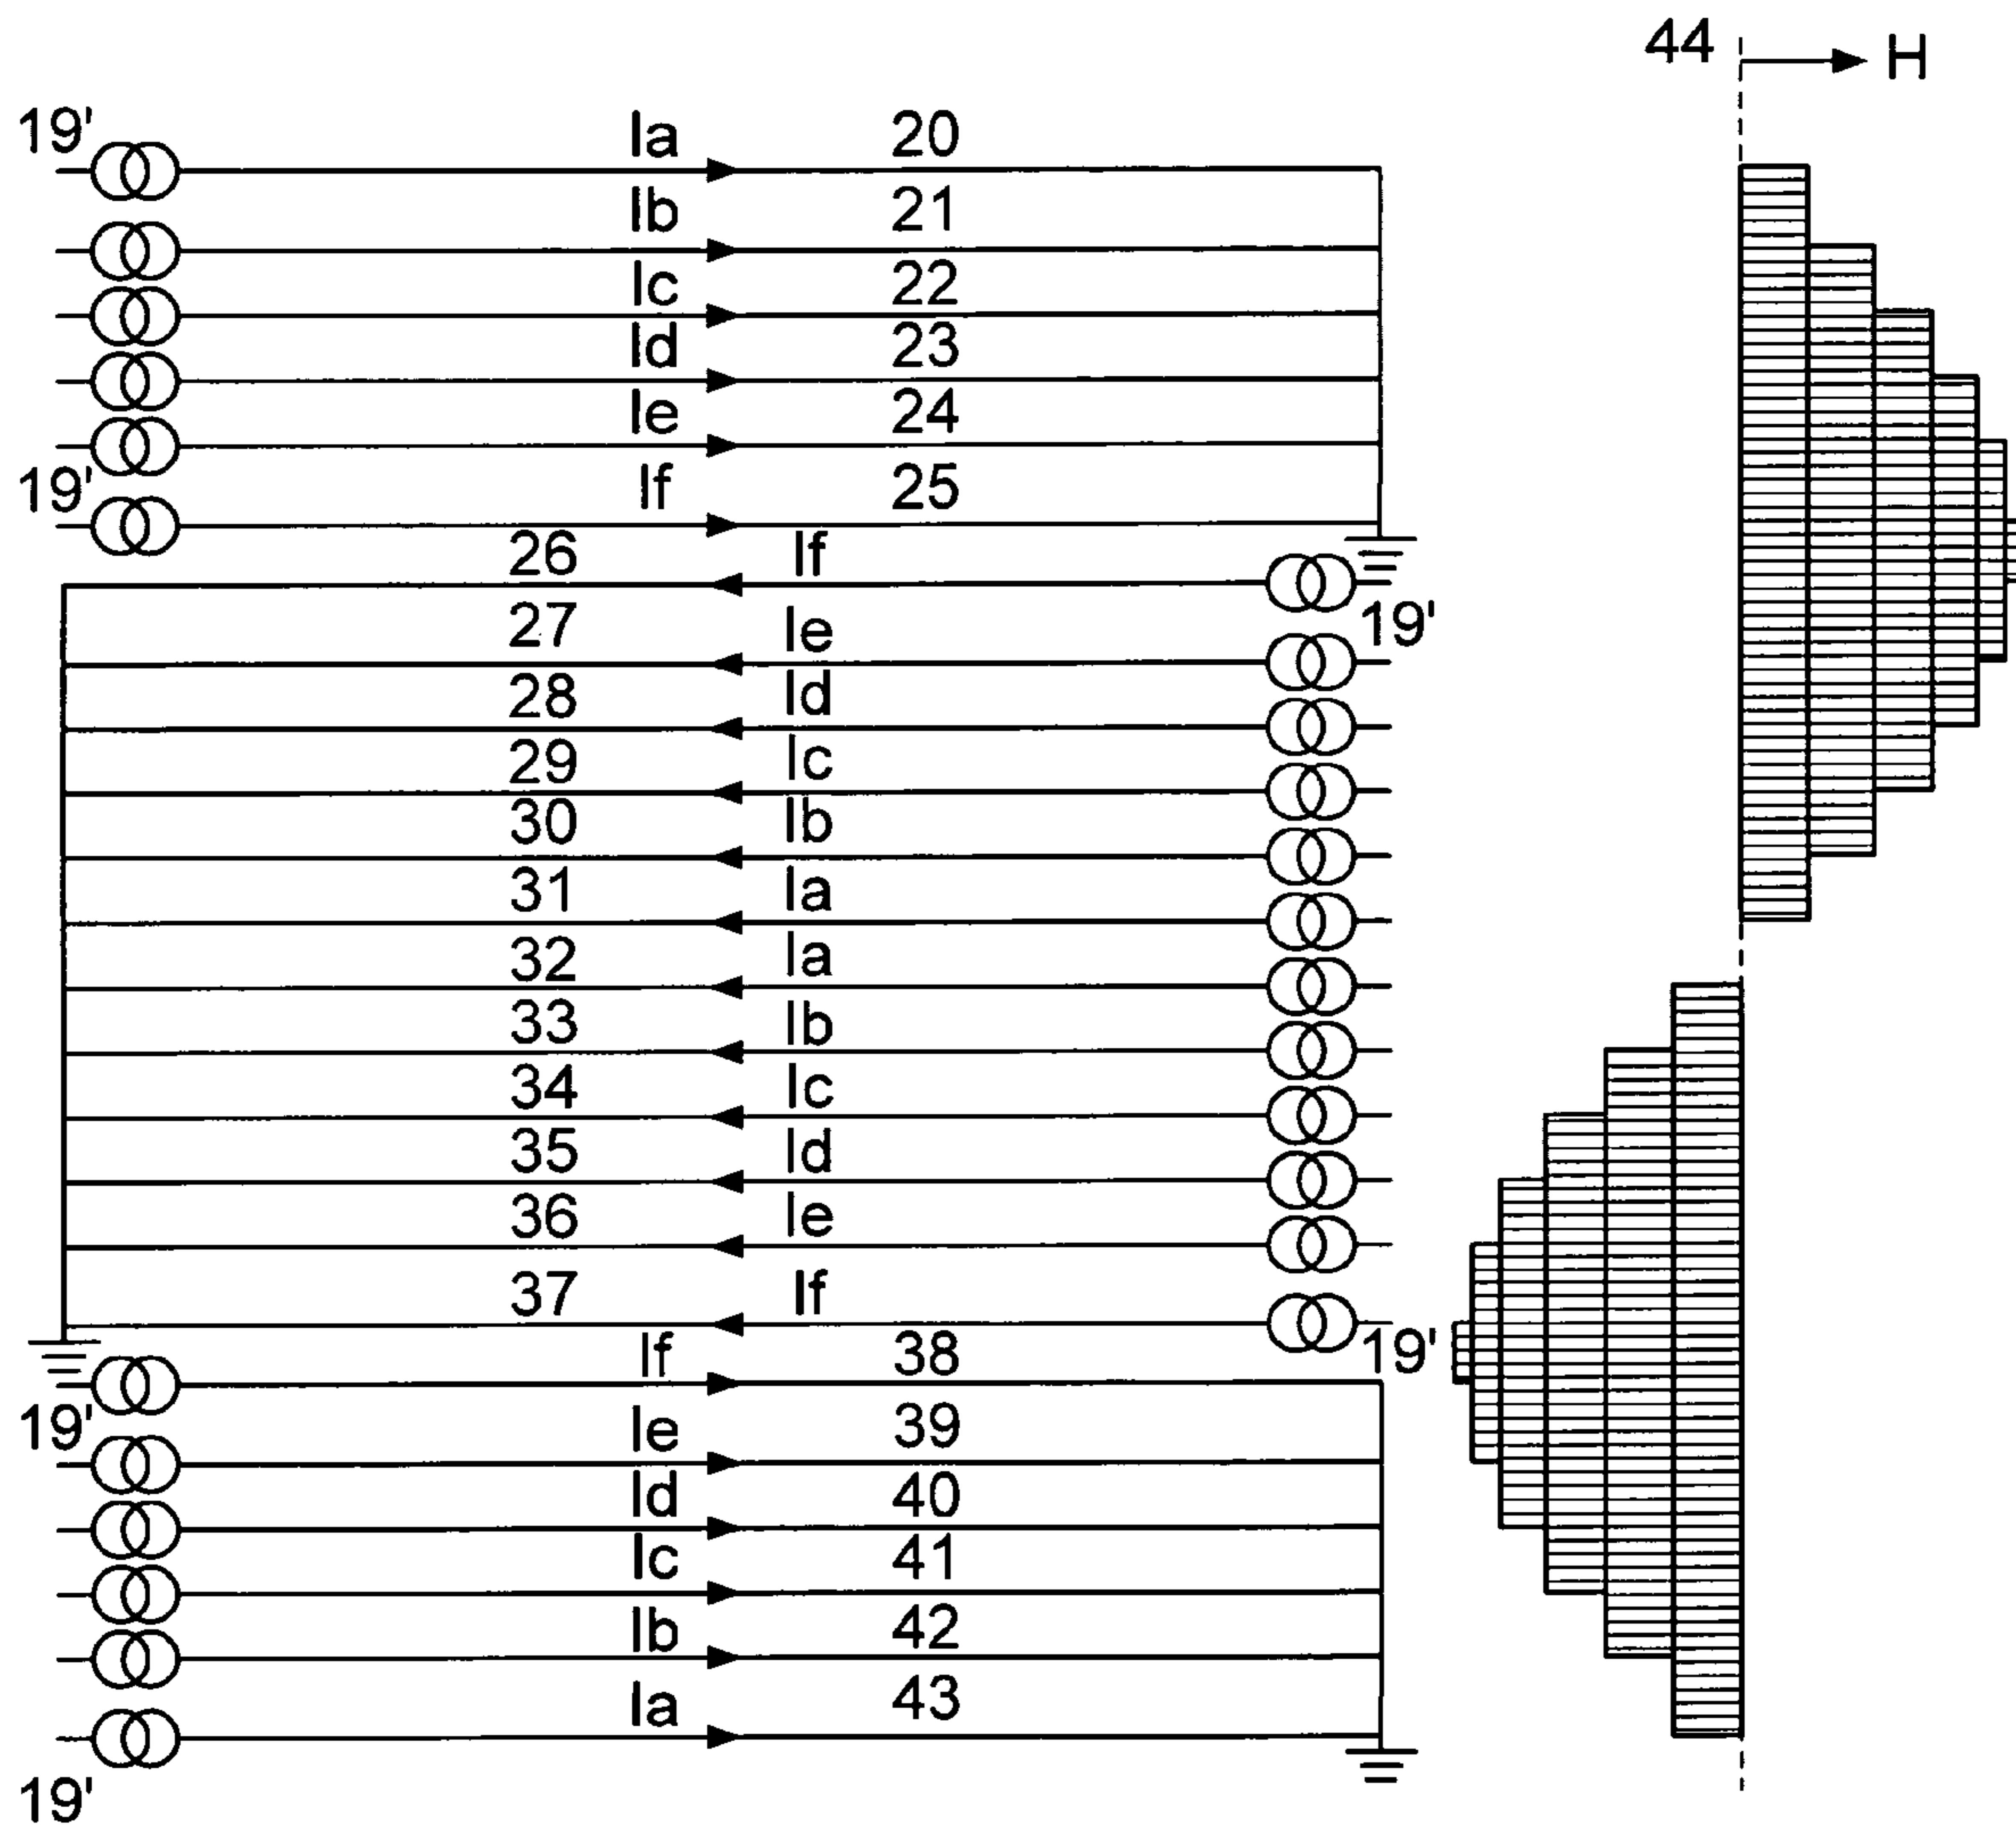 44 H
19' Ia 20
Ib 21
Ic 22
Id 23
Ie 24
19' If 25
26 If
27 Ie 19'
28 Id
29 Ic
30 Ib
31 Ia
32 Ia
33 Ib
34 Ic
35 Id
36 Ie
37 If
If 38 19'
19' Ie 39
Id 40
Ic 41
Ib 42
Ia 43
19'